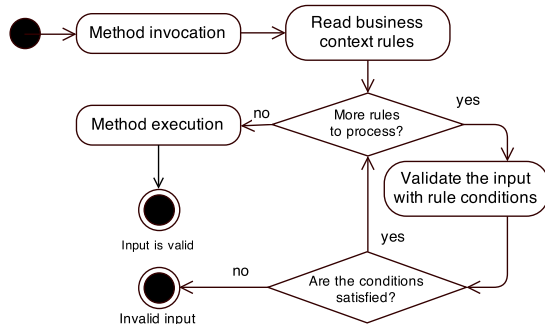 Method invocation
Read business
context rules
More rules
to process?
no
yes
Method execution
Validate the input
with rule conditions
Input is valid
yes
no
Are the conditions
satisfied?
Invalid input